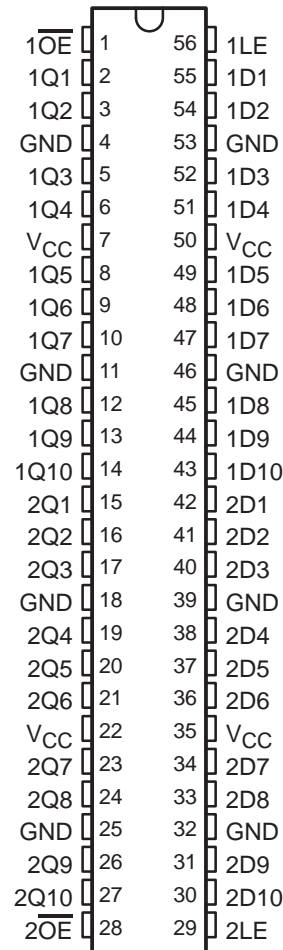 1O̅E̅ 1 56 1LE
1Q1 2 55 1D1
1Q2 3 54 1D2
GND 4 53 GND
1Q3 5 52 1D3
1Q4 6 51 1D4
VCC 7 50 VCC
1Q5 8 49 1D5
1Q6 9 48 1D6
1Q7 10 47 1D7
GND 11 46 GND
1Q8 12 45 1D8
1Q9 13 44 1D9
1Q10 14 43 1D10
2Q1 15 42 2D1
2Q2 16 41 2D2
2Q3 17 40 2D3
GND 18 39 GND
2Q4 19 38 2D4
2Q5 20 37 2D5
2Q6 21 36 2D6
VCC 22 35 VCC
2Q7 23 34 2D7
2Q8 24 33 2D8
GND 25 32 GND
2Q9 26 31 2D9
2Q10 27 30 2D10
2O̅E̅ 28 29 2LE